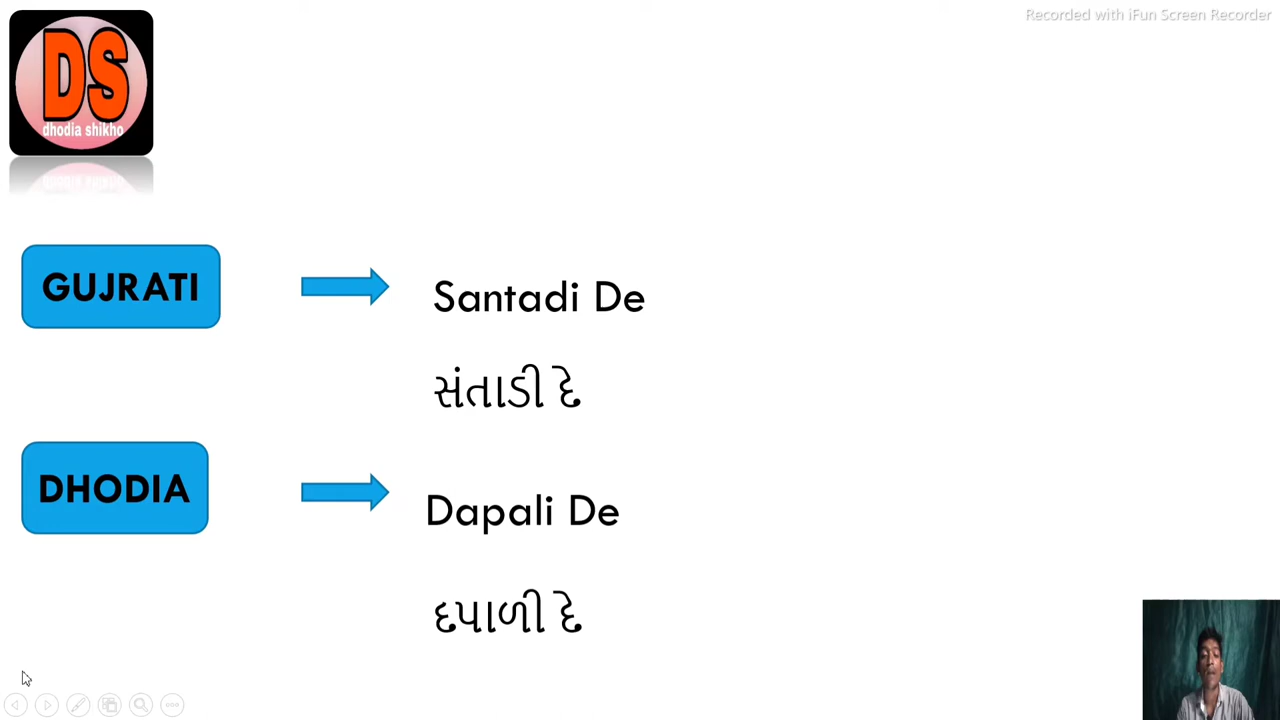 Recorded with iFun Screen Recorder
DS
dhodia shikho
GUJRATI
Santadi De
સંતાડી દે
DHODIA
Dapali De
દપાળી દે